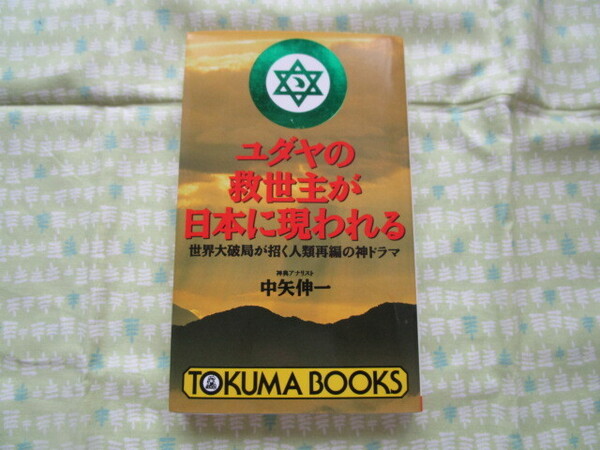 ユダヤの
救世主が
日本に現われる
世界大破局が招く人類再編の神ドラマ
神典アナリスト
中矢伸一
TOKUMA BOOKS